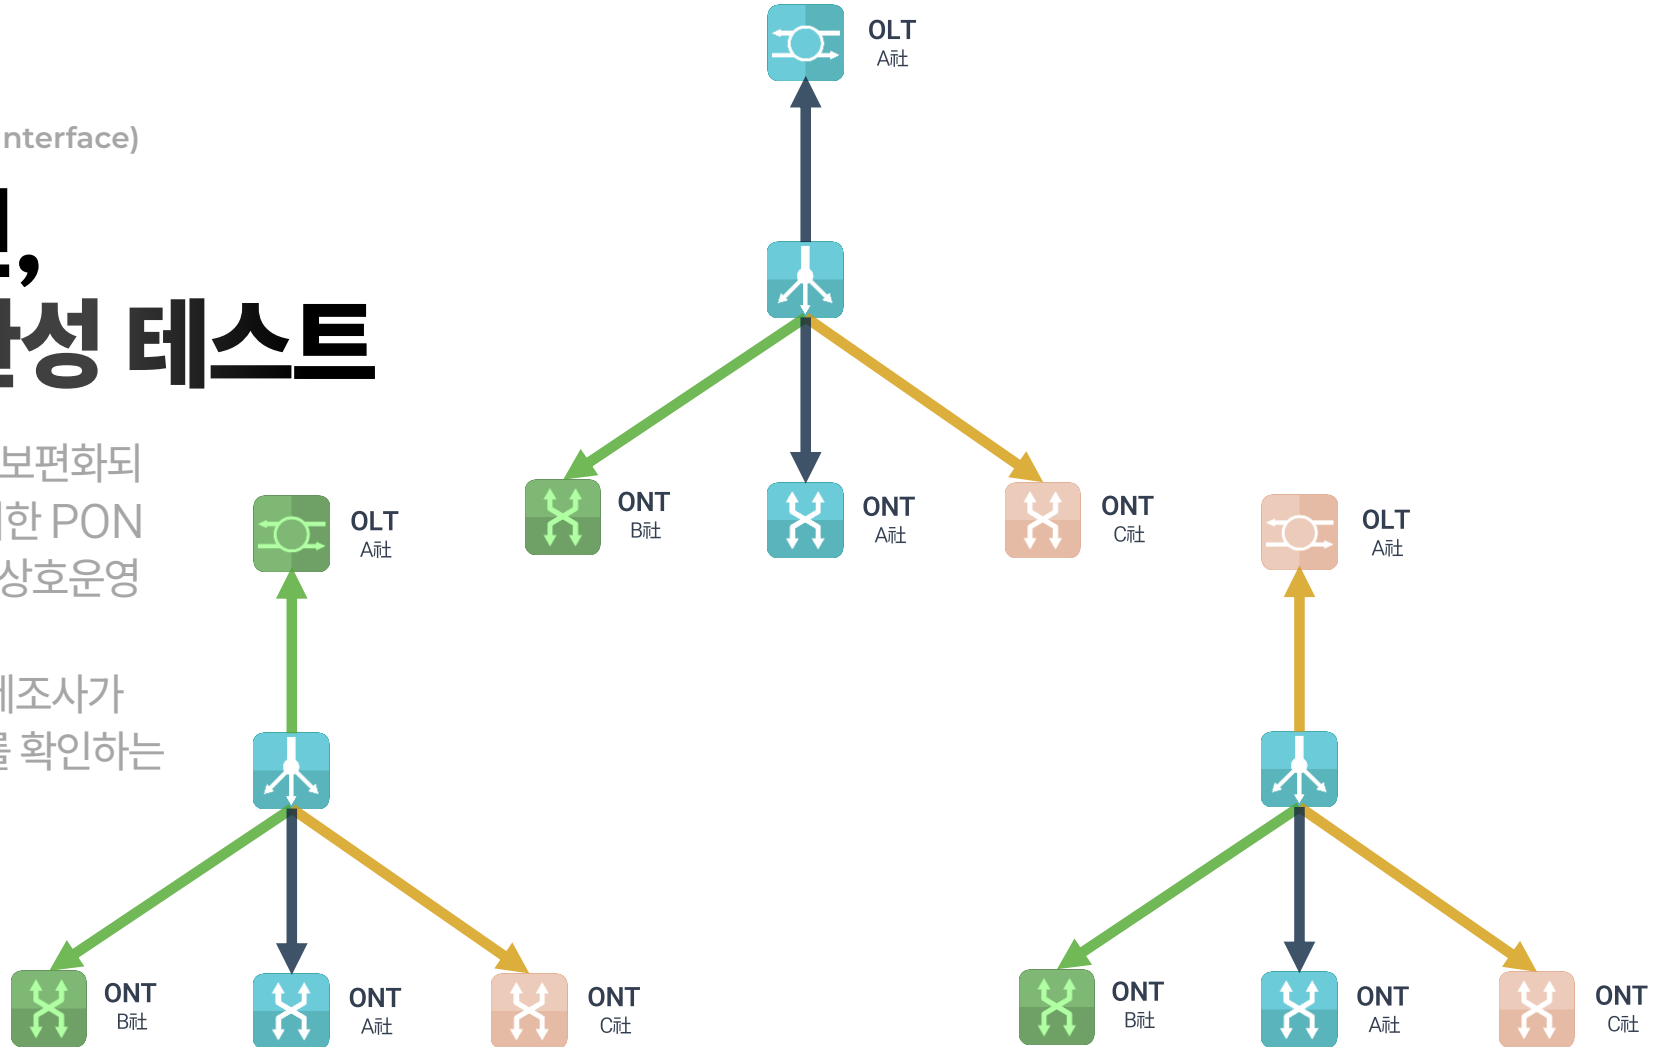 nterface)
성 테스트
보편화되
한 PON
상호운영
제조사가
를 확인하는
OLT
A社
ONT
B社
ONT
A社
ONT
C社
OLT
A社
ONT
B社
ONT
A社
ONT
C社
OLT
A社
ONT
B社
ONT
A社
ONT
C社